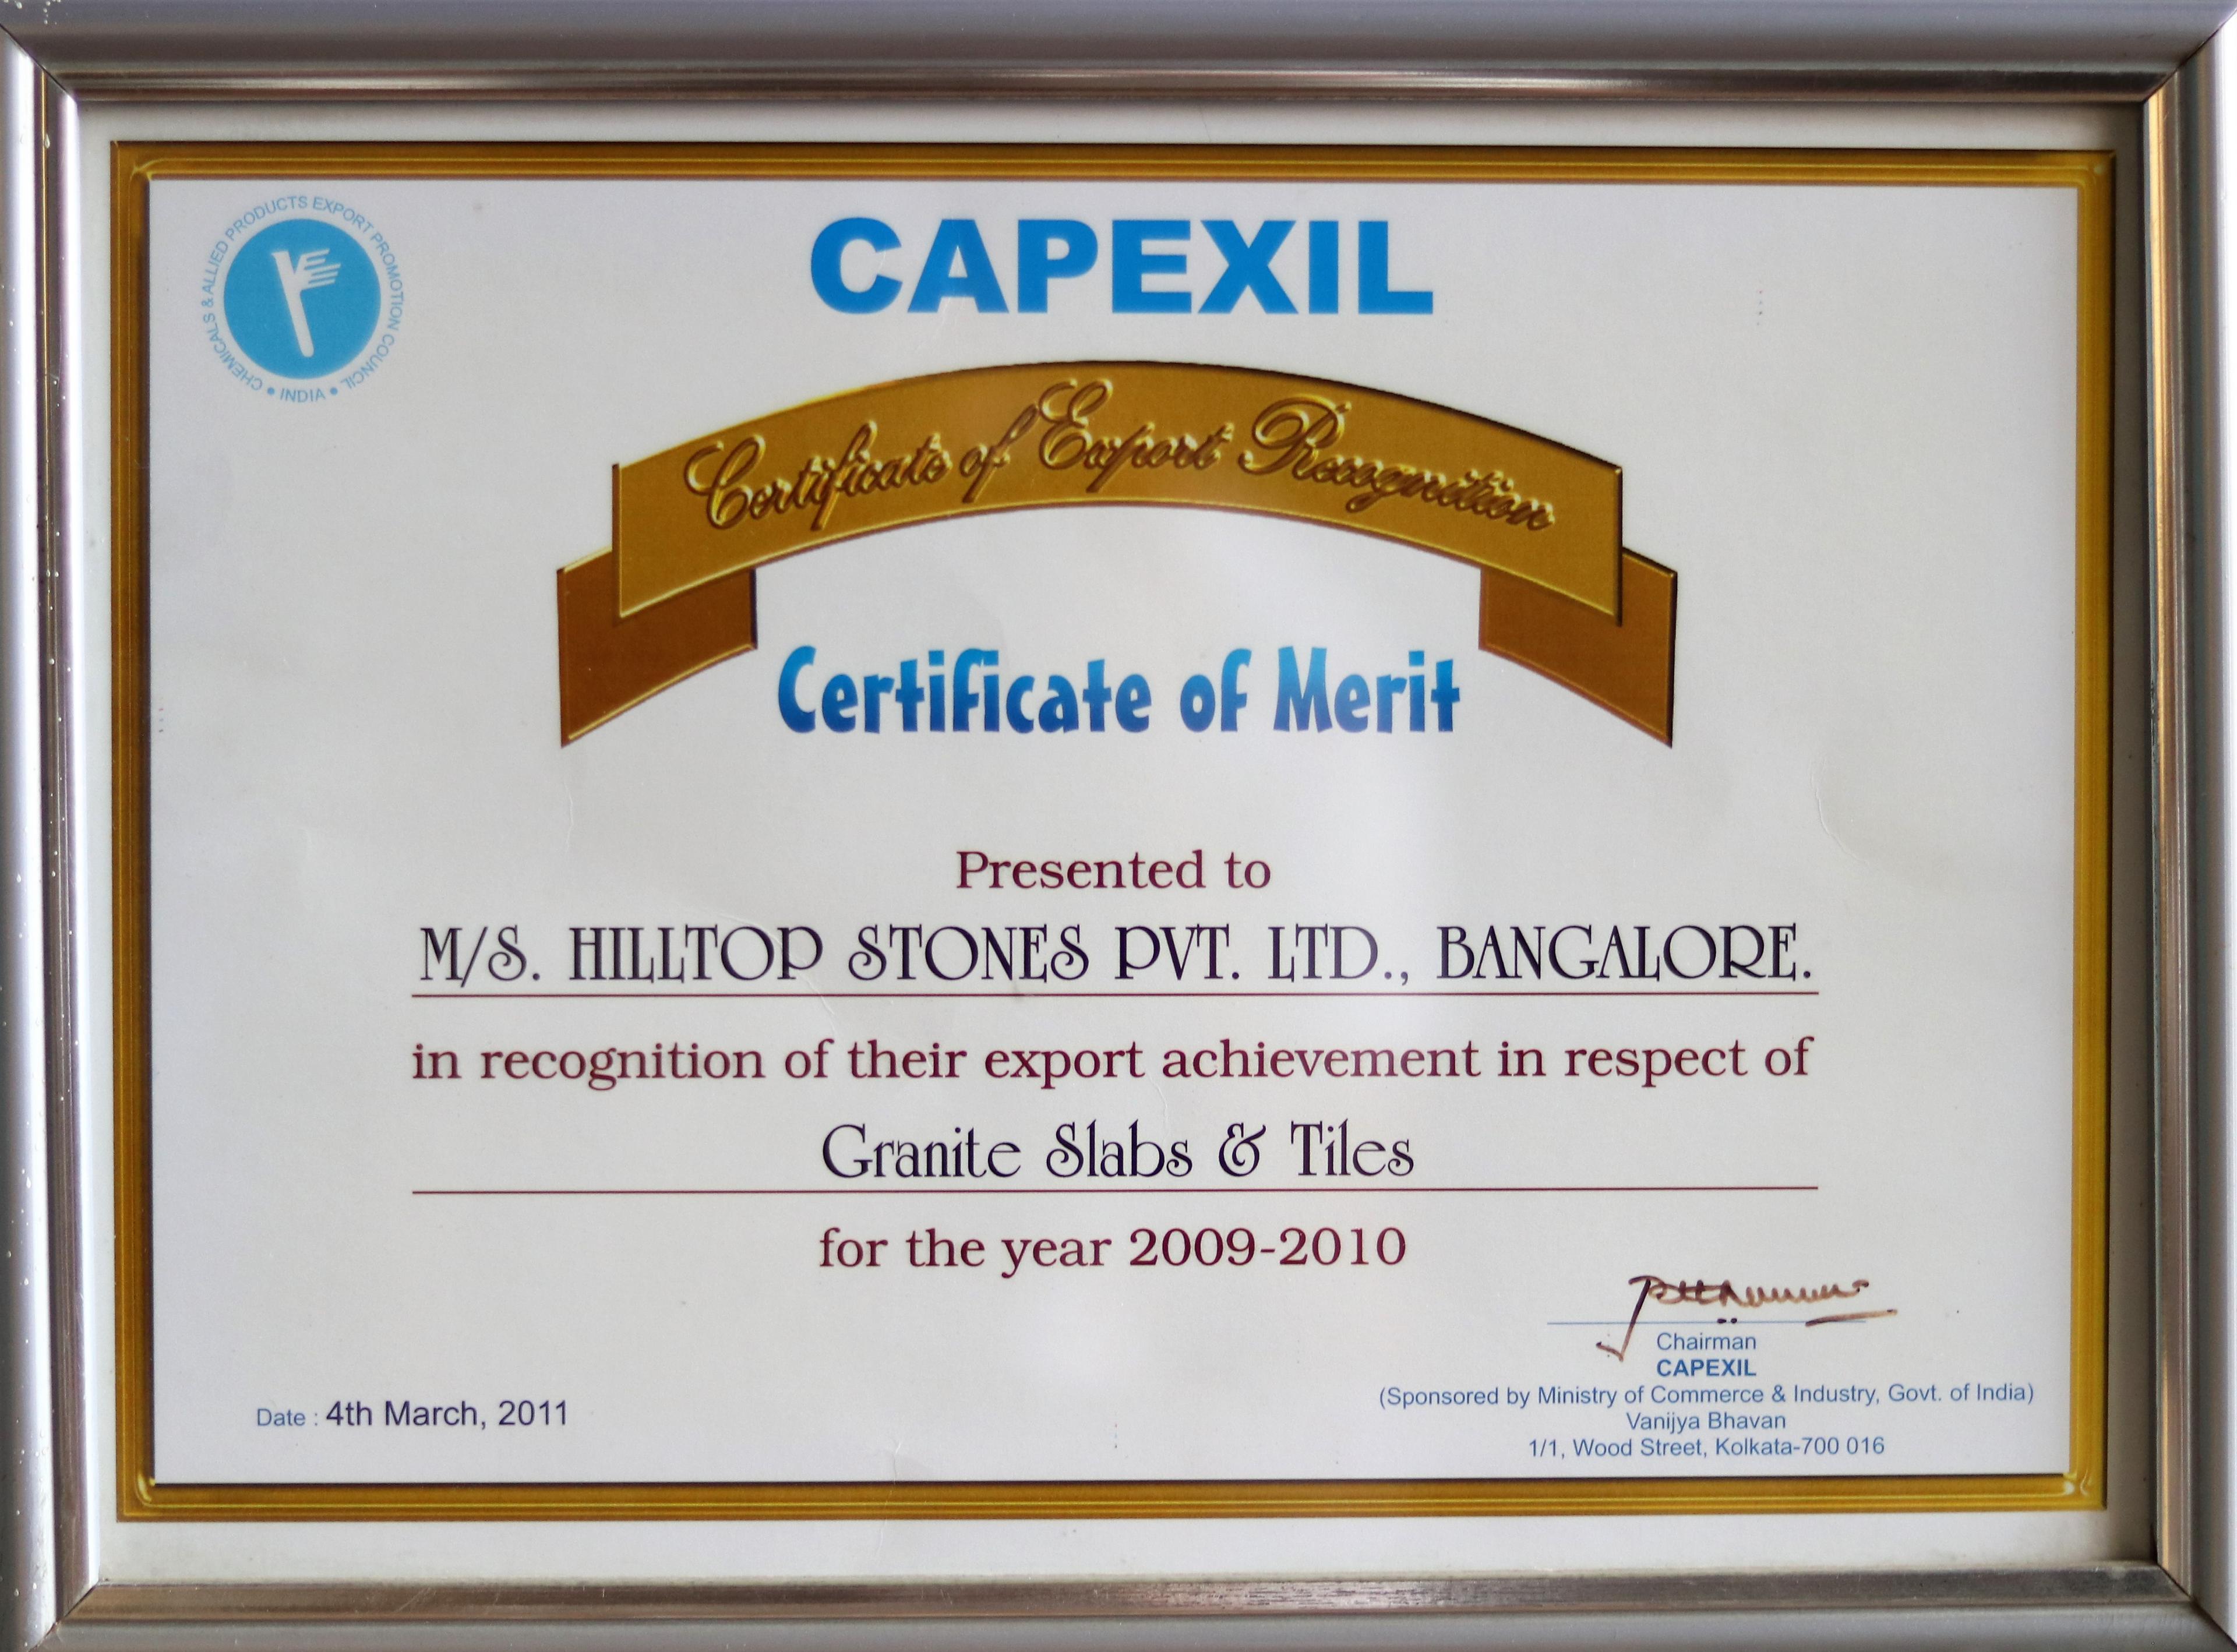 CHEMICALS & ALLIED PRODUCTS EXPORT PROMOTION COUNCIL • INDIA •
CAPEXIL
Certificate of Export Recognition
Certificate of Merit
Presented to
M/S. HILLTOP STONES PVT. LTD., BANGALORE.
in recognition of their export achievement in respect of
Granite Slabs & Tiles
for the year 2009-2010
Chairman
CAPEXIL
(Sponsored by Ministry of Commerce & Industry, Govt. of India)
Vanijya Bhavan
1/1, Wood Street, Kolkata-700 016
Date : 4th March, 2011